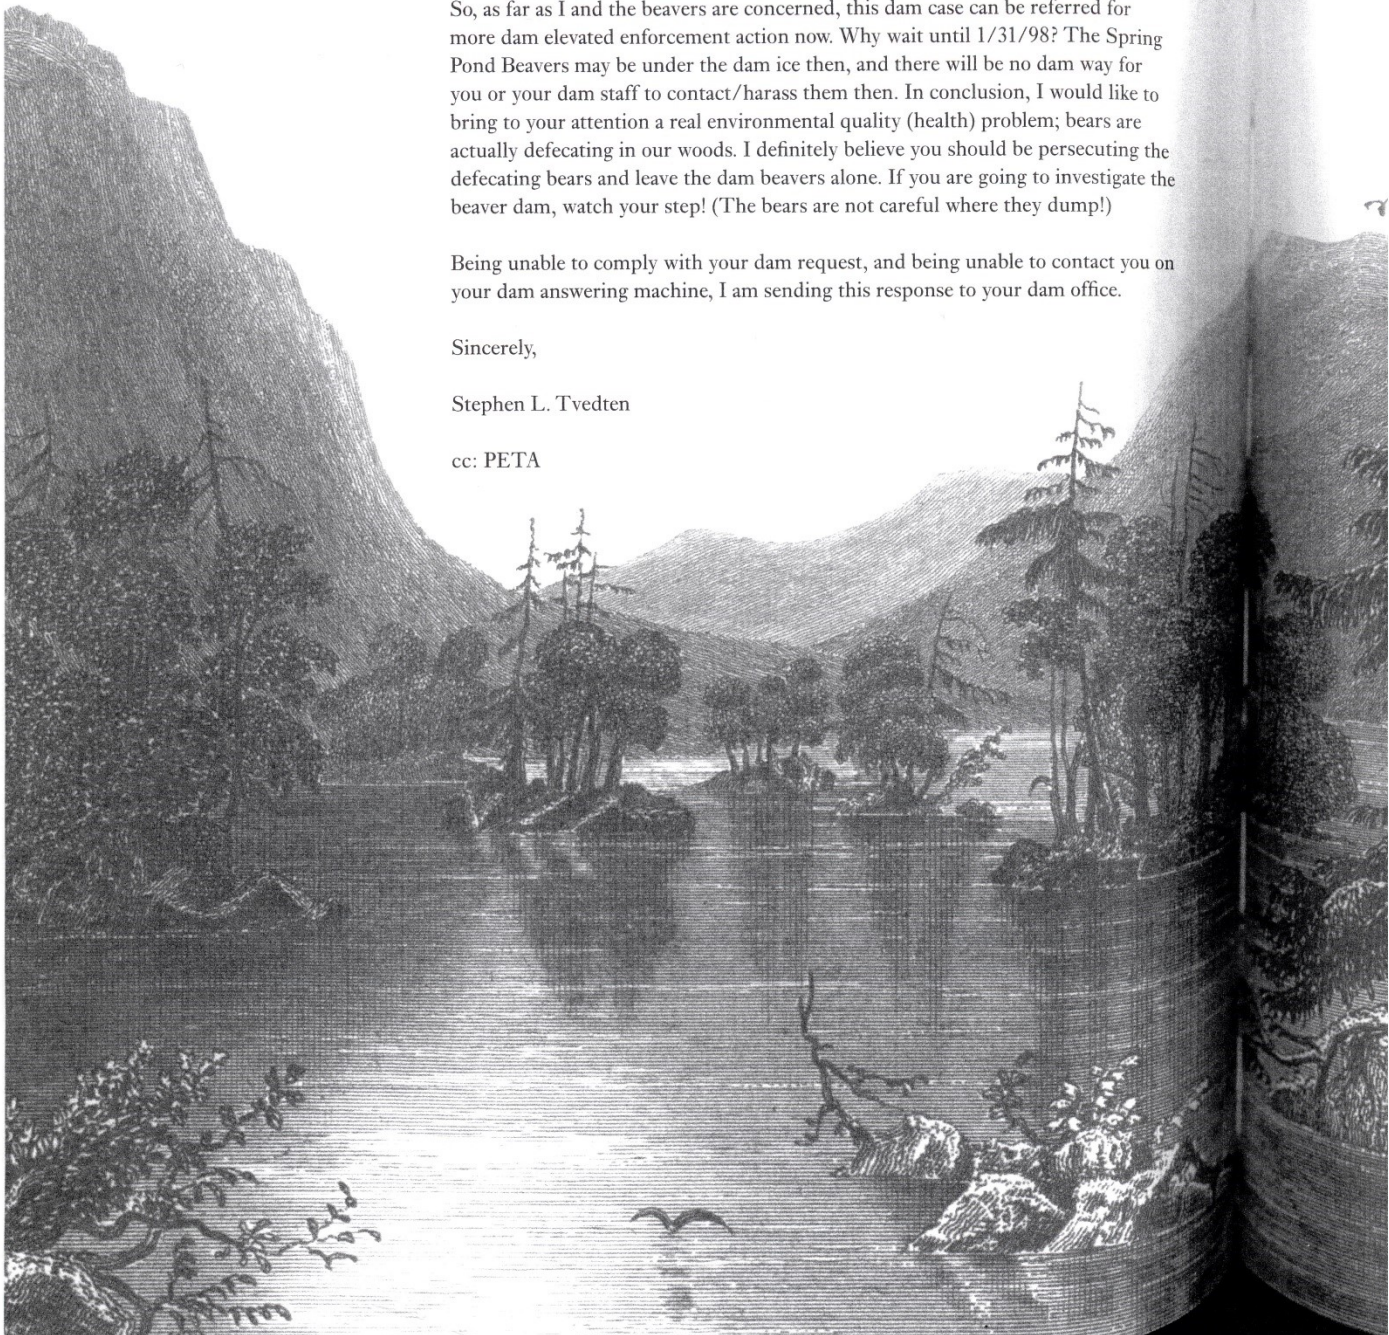 So, as far as I and the beavers are concerned, this dam case can be referred for
more dam elevated enforcement action now. Why wait until 1/31/98? The Spring
Pond Beavers may be under the dam ice then, and there will be no dam way for
you or your dam staff to contact/harass them then. In conclusion, I would like to
bring to your attention a real environmental quality (health) problem; bears are
actually defecating in our woods. I definitely believe you should be persecuting the
defecating bears and leave the dam beavers alone. If you are going to investigate the
beaver dam, watch your step! (The bears are not careful where they dump!)
Being unable to comply with your dam request, and being unable to contact you on
your dam answering machine, I am sending this response to your dam office.
Sincerely,
Stephen L. Tvedten
cc: PETA